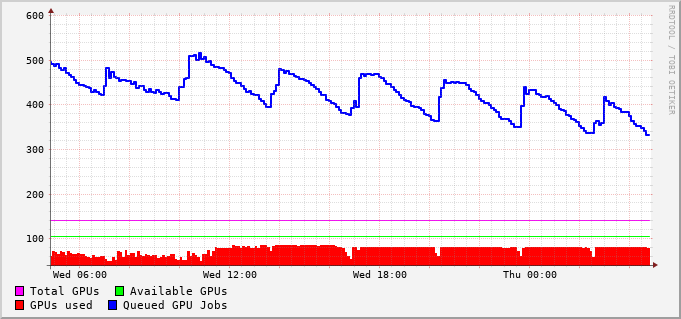 600
500
400
300
200
100
Wed 06:00 Wed 12:00 Wed 18:00 Thu 00:00
Total GPUs Available GPUs
GPUs used Queued GPU Jobs
RRDTOOL / TOBI OETIKER